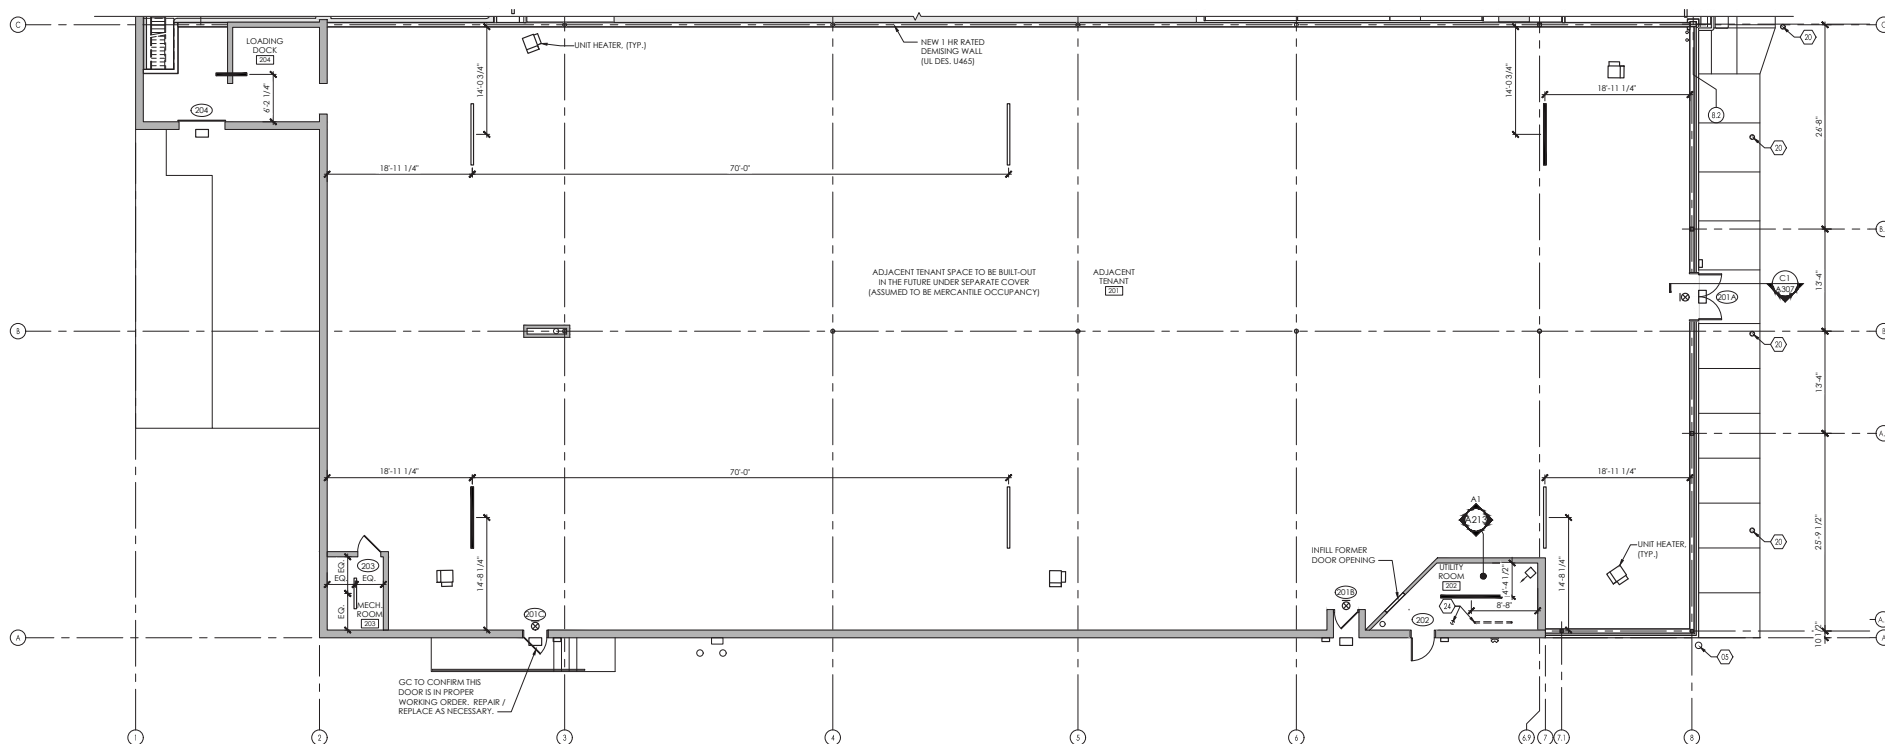 C
LOADING
DOCK
204
UNIT HEATER, (TYP.)
NEW 1 HR RATED
DEMISING WALL
(UL DES. U465)
20
14'-0 3/4"
14'-0 3/4"
6'-2 1/4"
204
18'-11 1/4"
B.2
26'-8"
20
18'-11 1/4"
70'-0"
ADJACENT TENANT SPACE TO BE BUILT-OUT
IN THE FUTURE UNDER SEPARATE COVER
(ASSUMED TO BE MERCANTILE OCCUPANCY)
ADJACENT
TENANT
201
C1
A307
201A
13'-4"
B
B
20
13'-4"
18'-11 1/4"
70'-0"
18'-11 1/4"
A1
A213
20
25'-9 1/2"
UNIT HEATER,
(TYP.)
INFILL FORMER
DOOR OPENING
14'-8 1/4"
14'-8 1/4"
EQ.
203
EQ.
EQ.
MECH.
ROOM
203
EQ.
UTILITY
ROOM
202
4'-4 1/2"
24
8'-8"
201C
201B
202
A
A
10 1/2"
05
GC TO CONFIRM THIS
DOOR IS IN PROPER
WORKING ORDER. REPAIR /
REPLACE AS NECESSARY.
1
2
3
4
5
6
6.9
7
7.1
8